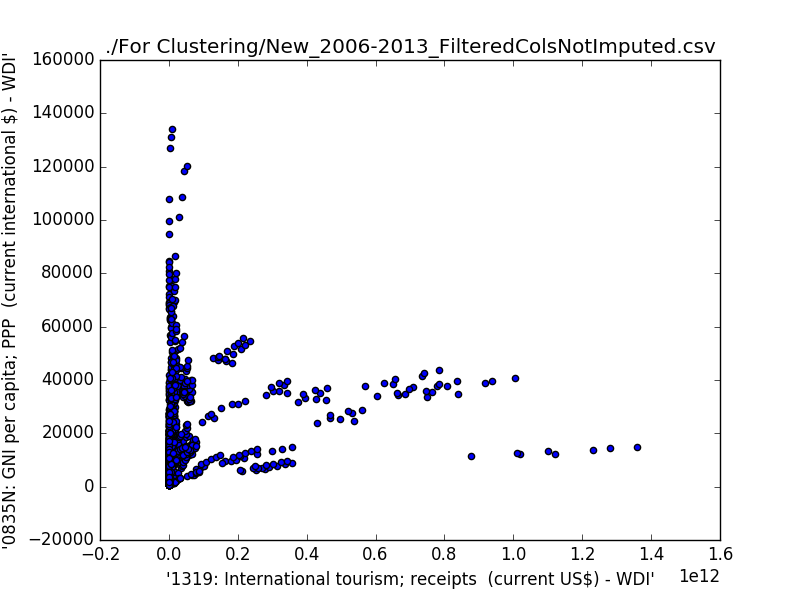 ./For Clustering/New_2006-2013_FilteredColsNotImputed.csv
'0835N: GNI per capita; PPP  (current international $) - WDI'
160000
140000
120000
100000
80000
60000
40000
20000
0
−20000
−0.2 0.0 0.2 0.4 0.6 0.8 1.0 1.2 1.4 1.6
1e12
'1319: International tourism; receipts  (current US$) - WDI'